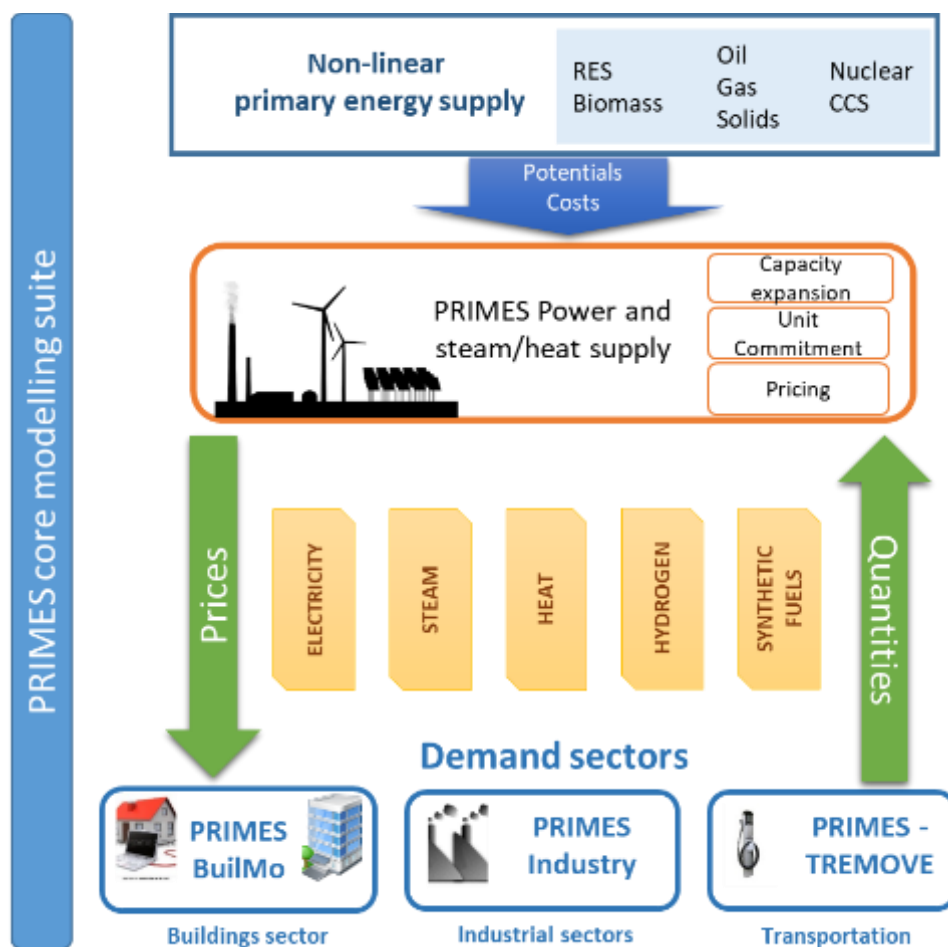 PRIMES core modelling suite
Non-linear
primary energy supply
RES
Biomass
Oil
Gas
Solids
Nuclear
CCS
Potentials
Costs
PRIMES Power and
steam/heat supply
Capacity
expansion
Unit
Commitment
Pricing
Prices
ELECTRICITY
STEAM
HEAT
HYDROGEN
SYNTHETIC
FUELS
Quantities
Demand sectors
PRIMES
BuilMo
PRIMES
Industry
PRIMES -
TREMOVE
Buildings sector
Industrial sectors
Transportation